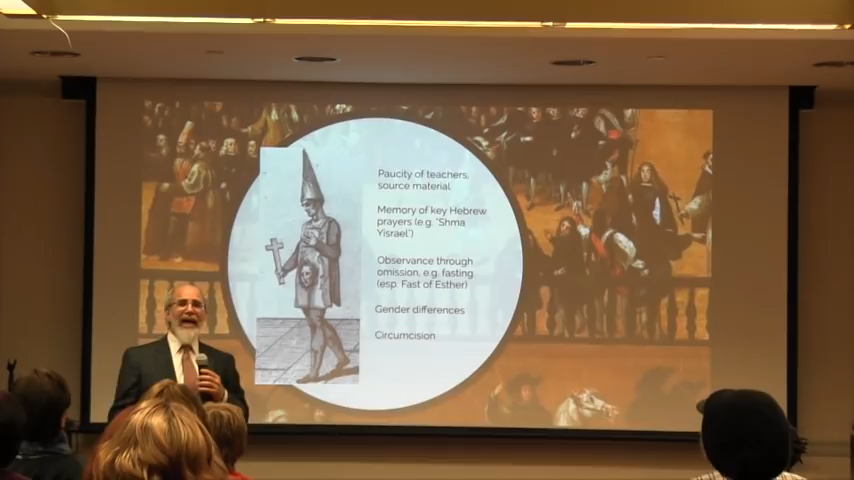 Paucity of teachers,
source material
Memory of key Hebrew
prayers (e.g. "Shma
Yisrael")
Observance through
omission, e.g. fasting
(esp. Fast of Esther)
Gender differences
Circumcision